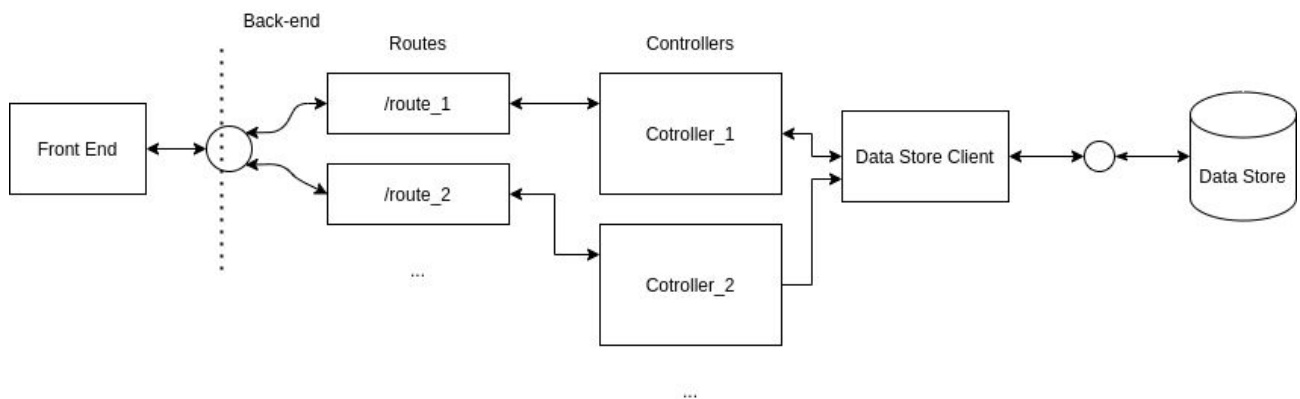 Back-end
Routes
Controllers
Front End
/route_1
/route_2
...
Cotroller_1
Cotroller_2
...
Data Store Client
Data Store